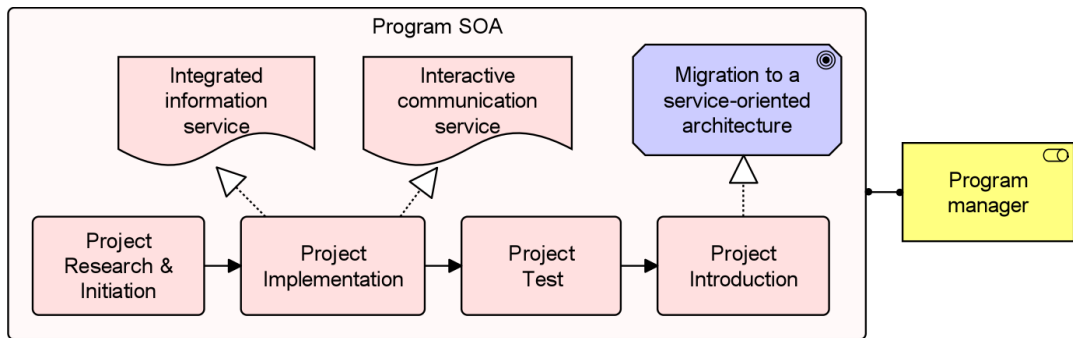 Program SOA
Integrated
information
service
Interactive
communication
service
Migration to a
service-oriented
architecture
Program
manager
Project
Research &
Initiation
Project
Implementation
Project
Test
Project
Introduction